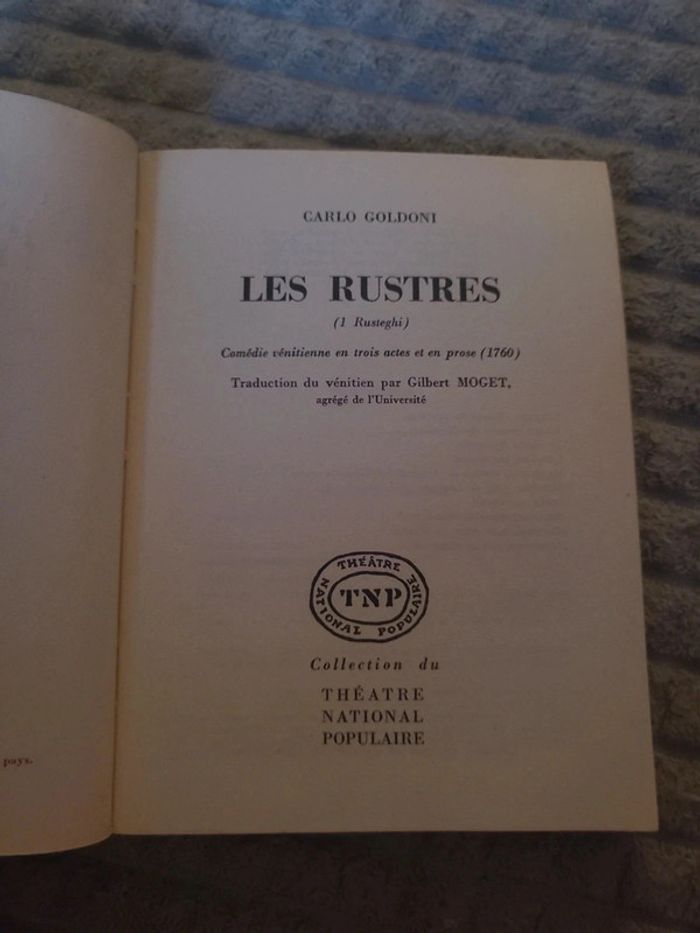 CARLO GOLDONI
LES RUSTRES
(I Rusteghi)
Comédie vénitienne en trois actes et en prose (1760)
Traduction du vénitien par Gilbert MOGET,
agrégé de l'Université
THÉÂTRE
NATIONAL POPULAIRE
TNP
Collection du
THÉATRE
NATIONAL
POPULAIRE
pays.